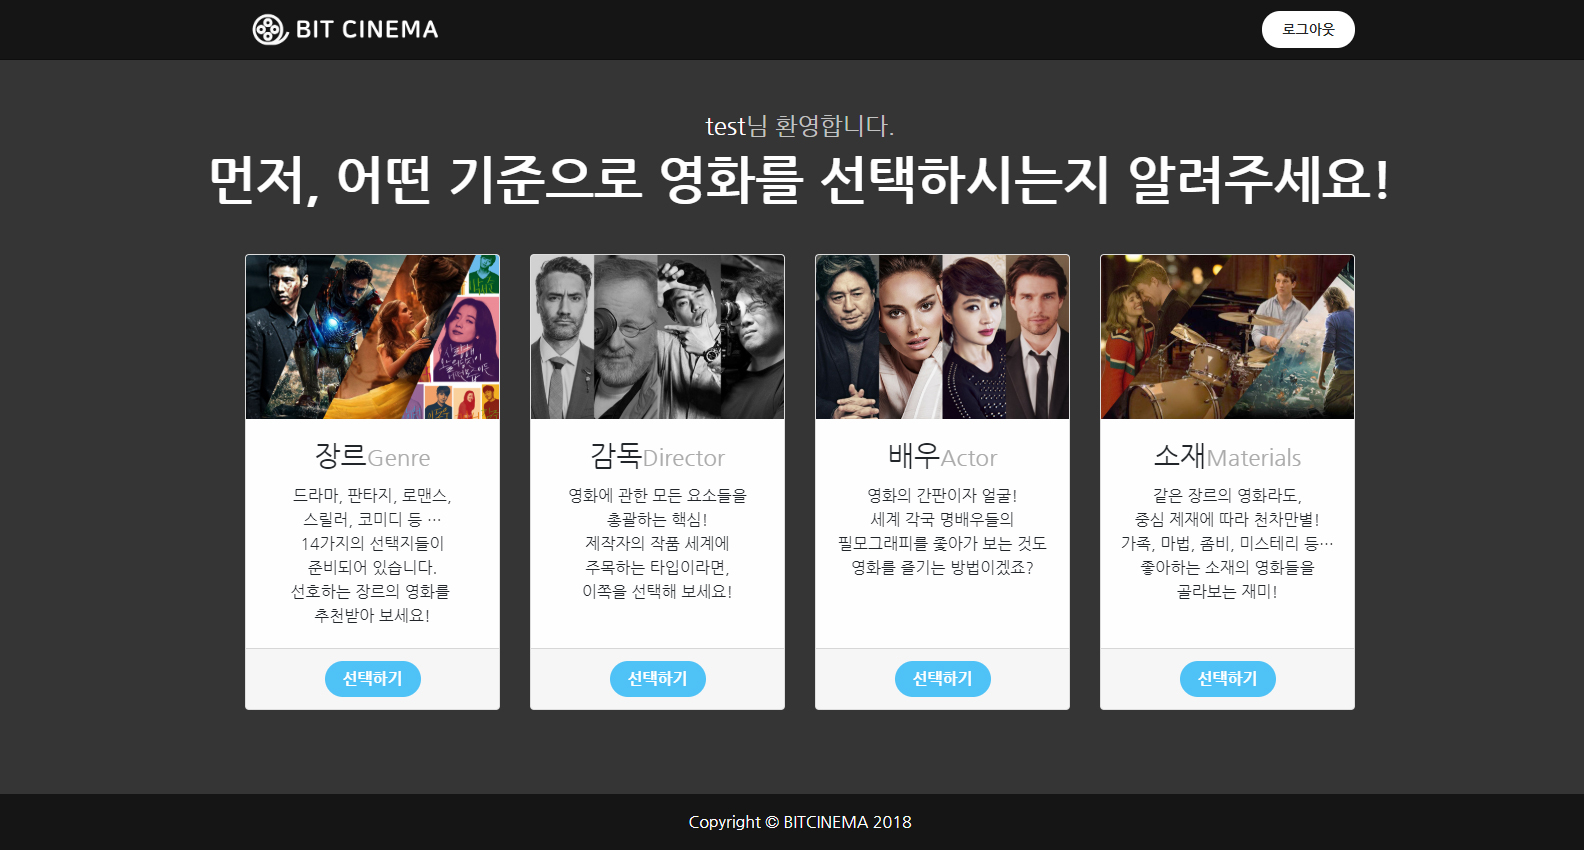 BIT CINEMA
로그아웃
test님 환영합니다.
먼저, 어떤 기준으로 영화를 선택하시는지 알려주세요!
장르Genre
드라마, 판타지, 로맨스,
스릴러, 코미디 등 …
14가지의 선택지들이
준비되어 있습니다.
선호하는 장르의 영화를
추천받아 보세요!
선택하기
감독Director
영화에 관한 모든 요소들을
총괄하는 핵심!
제작자의 작품 세계에
주목하는 타입이라면,
이쪽을 선택해 보세요!
선택하기
배우Actor
영화의 간판이자 얼굴!
세계 각국 명배우들의
필모그래피를 좇아가 보는 것도
영화를 즐기는 방법이겠죠?
선택하기
소재Materials
같은 장르의 영화라도,
중심 제재에 따라 천차만별!
가족, 마법, 좀비, 미스테리 등…
좋아하는 소재의 영화들을
골라보는 재미!
선택하기
Copyright © BITCINEMA 2018